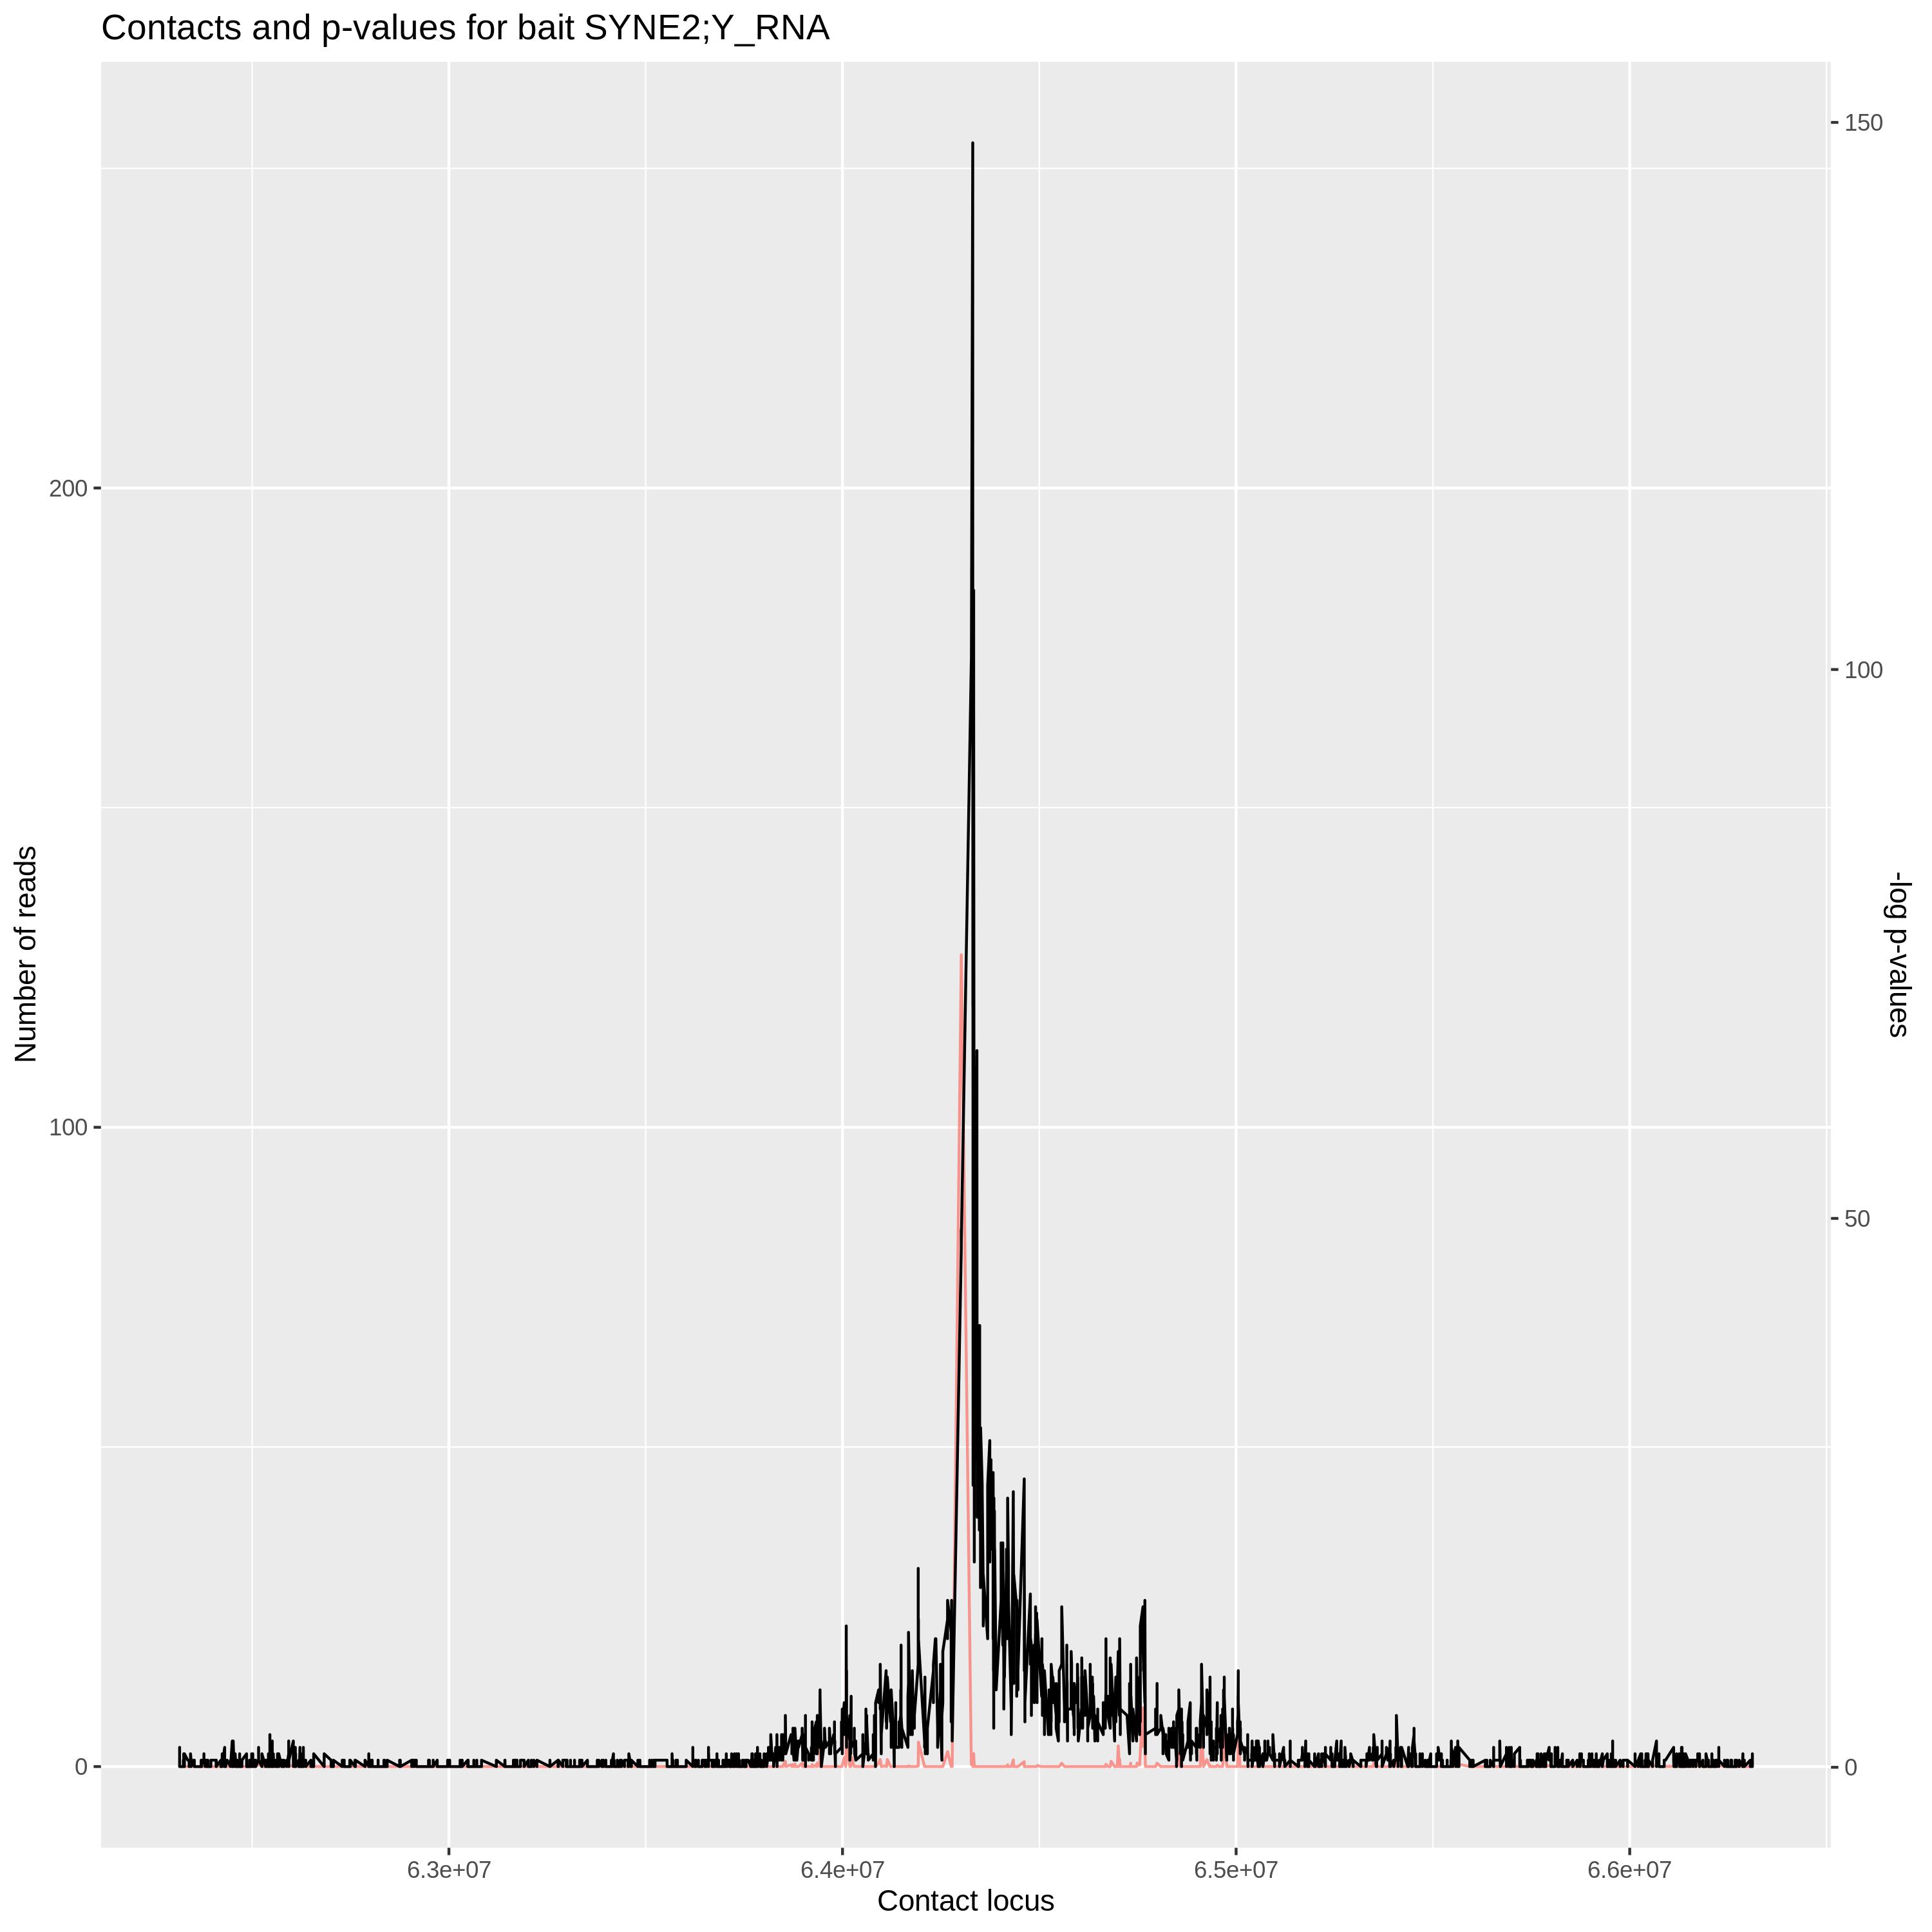 Contacts and p-values for bait SYNE2;Y_RNA
Number of reads
200
100
0
150
100
50
0
-log p-values
6.3e+07 6.4e+07 6.5e+07 6.6e+07
Contact locus